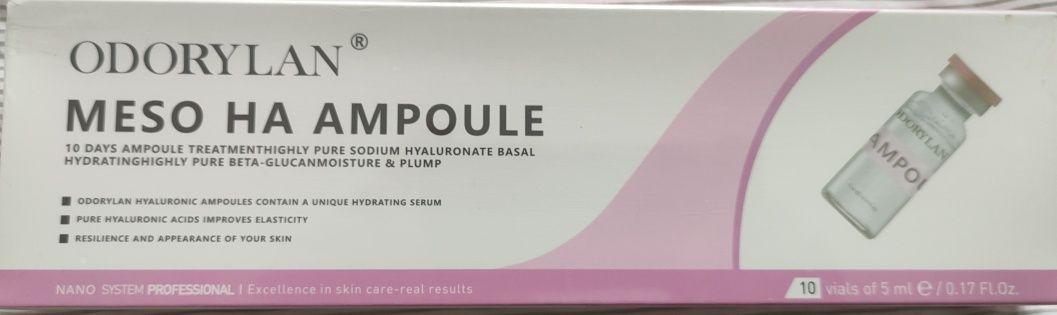 ODORYLAN®
MESO HA AMPOULE
10 DAYS AMPOULE TREATMENTHIGHLY PURE SODIUM HYALURONATE BASAL
HYDRATINGHIGHLY PURE BETA-GLUCANMOISTURE & PLUMP
ODORYLAN HYALURONIC AMPOULES CONTAIN A UNIQUE HYDRATING SERUM
PURE HYALURONIC ACIDS IMPROVES ELASTICITY
RESILIENCE AND APPEARANCE OF YOUR SKIN
ODORYLAN
AMPOU
NANO SYSTEM PROFESSIONAL | Excellence in skin care-real results
10 vials of 5 ml ℮ / 0.17 Fl.Oz.